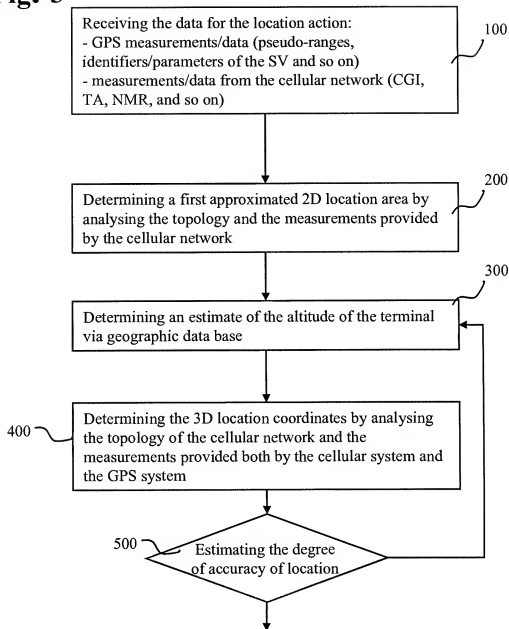 Receiving the data for the location action:
100
- GPS measurements/data (pseudo-ranges,
identifiers/parameters of the SV and so on)
- measurements/data from the cellular network (CGI,
TA, NMR, and so on)
200
Determining a first approximated 2D location area by
analysing the topology and the measurements provided
by the cellular network
300
Determining an estimate of the altitude of the terminal
via geographic data base
400
Determining the 3D location coordinates by analysing
the topology of the cellular network and the
measurements provided both by the cellular system and
the GPS system
500
Estimating the degree
of accuracy of location